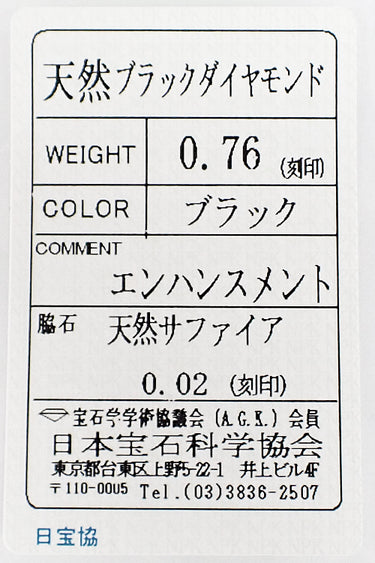 天然ブラックダイヤモンド
WEIGHT 0.76 (刻印)
COLOR ブラック
COMMENT
エンハンスメント
脇石 天然サファイア
0.02 (刻印)
宝石学学術協議会 (A.G.K.) 会員
日本宝石科学協会
東京都台東区上野5-22-1 井上ビル4F
〒110-0005 Tel.(03)3836-2507
日宝協